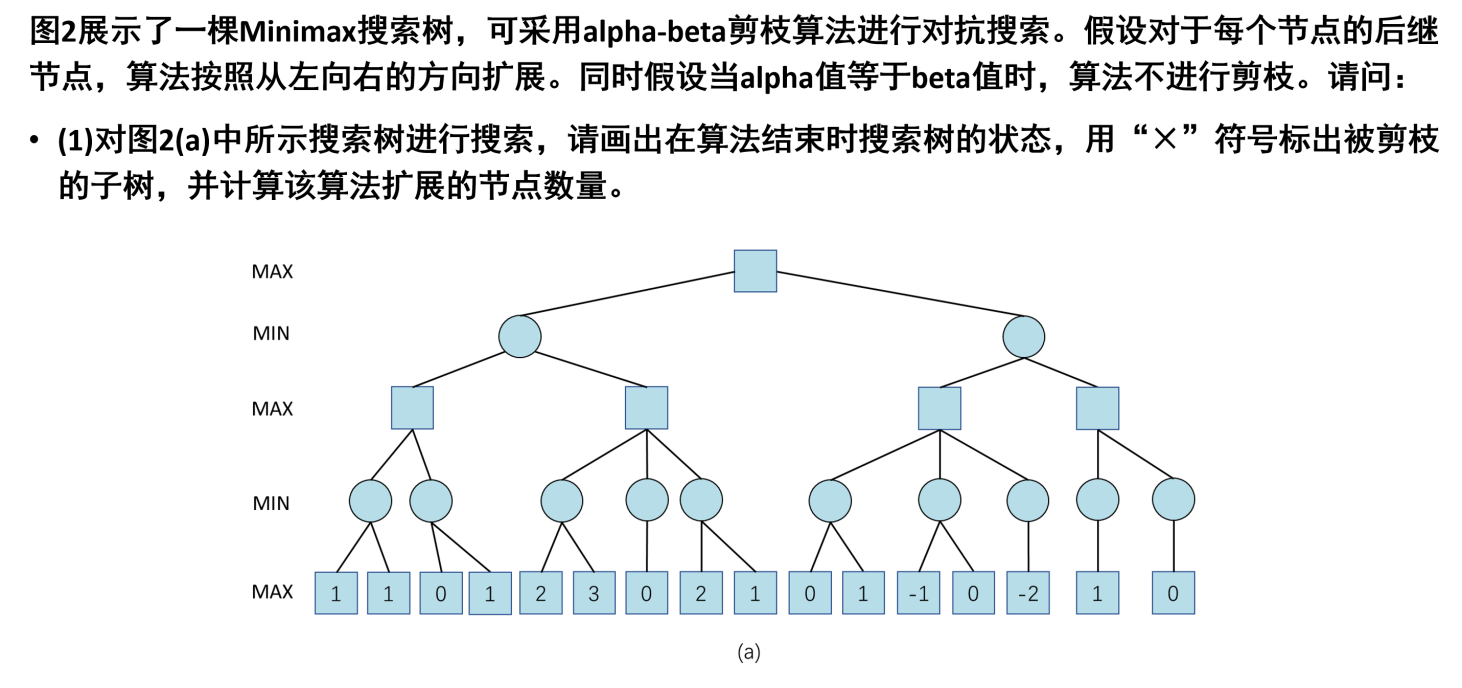 图2展示了一棵Minimax搜索树，可采用alpha-beta剪枝算法进行对抗搜索。假设对于每个节点的后继
节点，算法按照从左向右的方向扩展。同时假设当alpha值等于beta值时，算法不进行剪枝。请问：
• (1)对图2(a)中所示搜索树进行搜索，请画出在算法结束时搜索树的状态，用“×”符号标出被剪枝
的子树，并计算该算法扩展的节点数量。
MAX
MIN
MAX
MIN
MAX 1 1 0 1 2 3 0 2 1 0 1 -1 0 -2 1 0
(a)